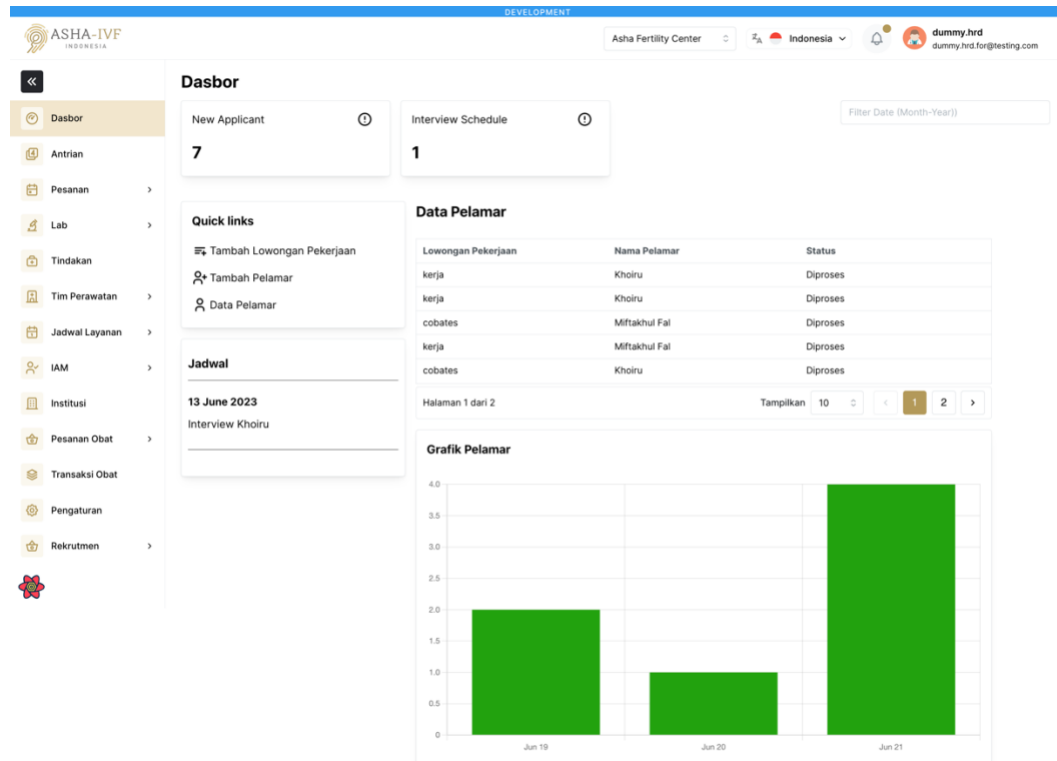 DEVELOPMENT
ASHA-IVF
INDONESIA
Asha Fertility Center
Indonesia
dummy.hrd
dummy.hrd.for@testing.com
Dasbor
Antrian
Pesanan
Lab
Tindakan
Tim Perawatan
Jadwal Layanan
IAM
Institusi
Pesanan Obat
Transaksi Obat
Pengaturan
Rekrutmen
Dasbor
New Applicant
7
Interview Schedule
1
Filter Date (Month-Year))
Quick links
Tambah Lowongan Pekerjaan
Tambah Pelamar
Data Pelamar
Jadwal
13 June 2023
Interview Khoiru
Data Pelamar
Lowongan Pekerjaan Nama Pelamar Status
kerja Khoiru Diproses
kerja Khoiru Diproses
cobates Miftakhul Fal Diproses
kerja Miftakhul Fal Diproses
cobates Khoiru Diproses
Halaman 1 dari 2 Tampilkan 10 < 1 2 >
Grafik Pelamar
4.0
3.5
3.0
2.5
2.0
1.5
1.0
0.5
0
Jun 19 Jun 20 Jun 21